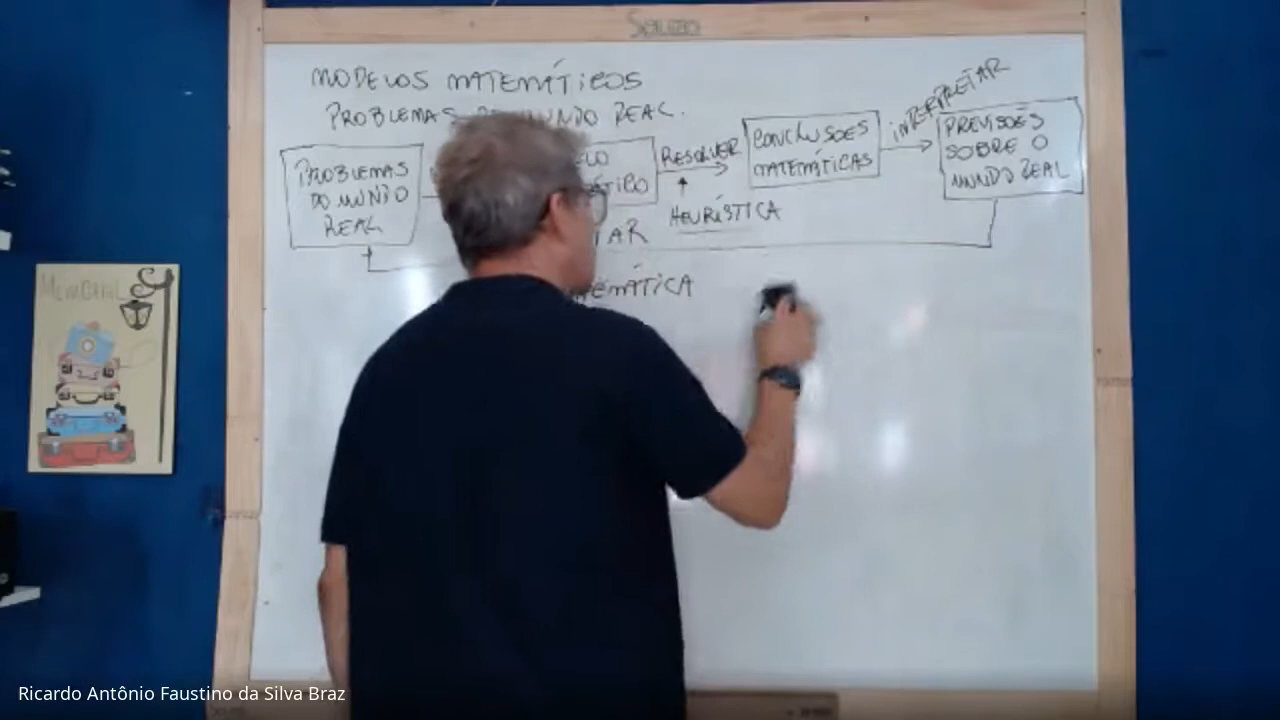 MODELOS MATEMÁTICOS
PROBLEMAS MUNDO REAL.
PROBLEMAS
DO MUNDO
REAL
RESOLVER
HEURÍSTICA
CONCLUSÕES
MATEMÁTICAS
INTERPRETAR
PREVISÕES
SOBRE O
MUNDO REAL
Ricardo Antônio Faustino da Silva Braz